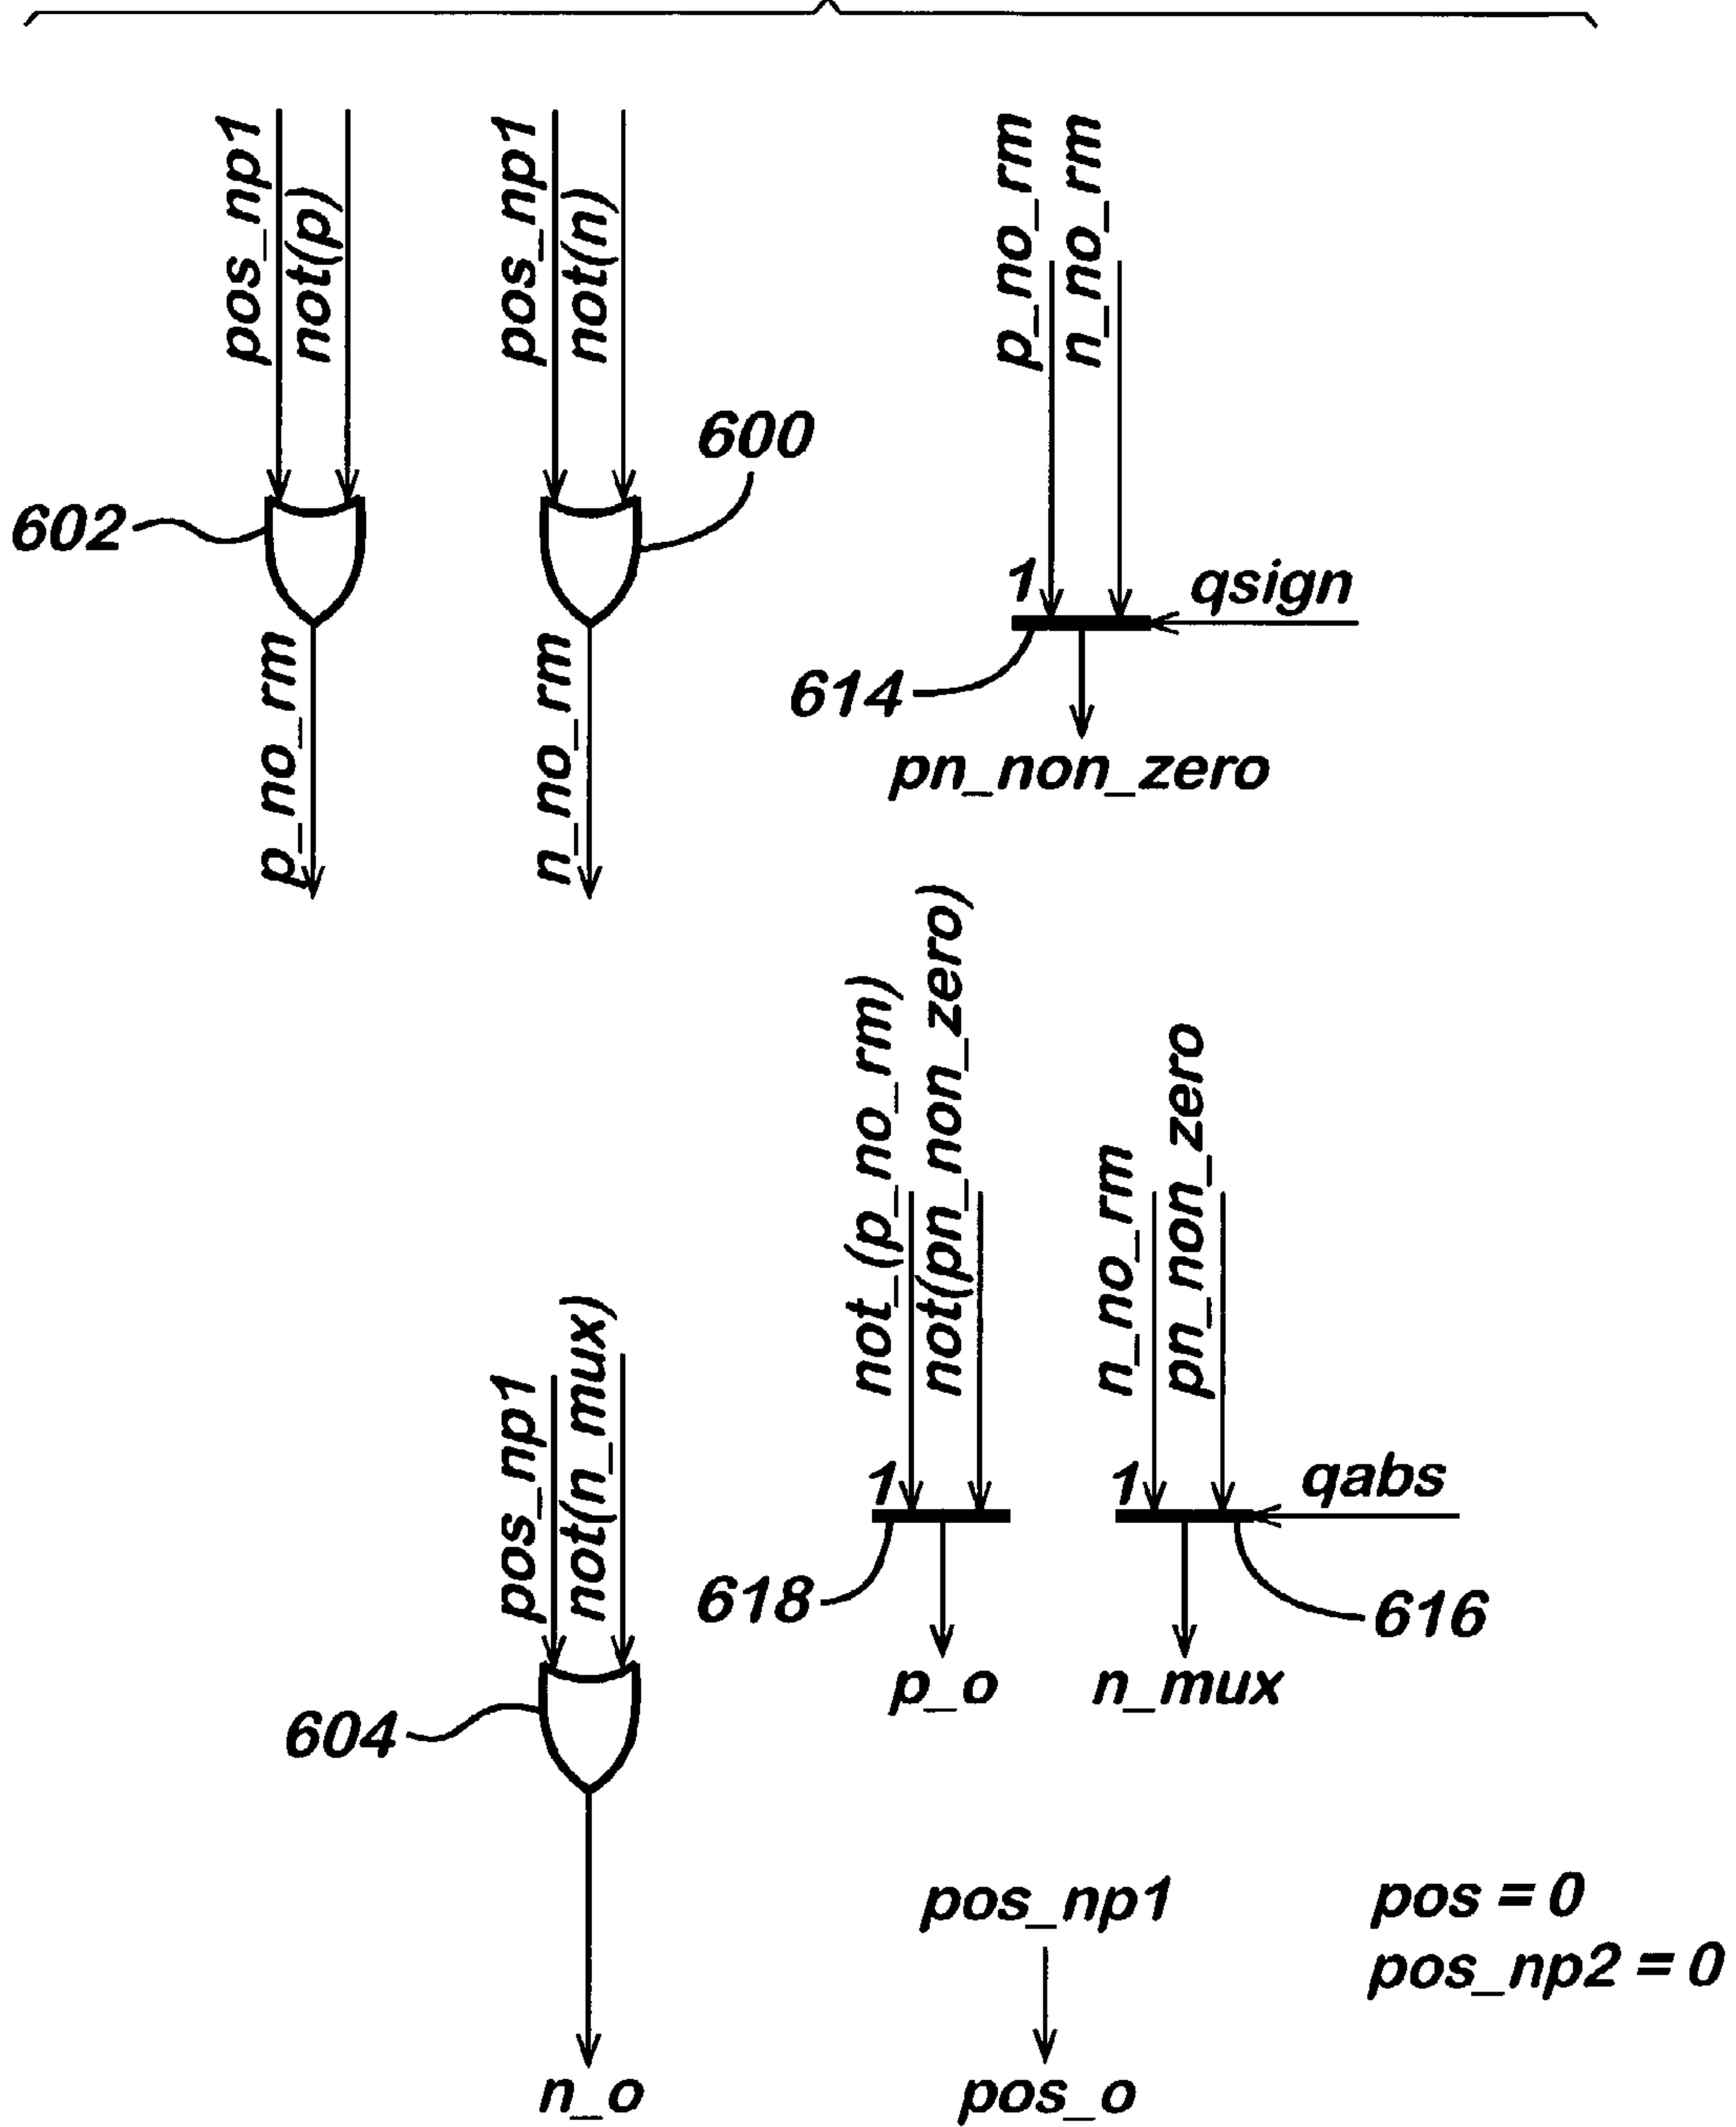 pos_np1
not(p)
pos_np1
not(n)
p_no_rm
n_no_rm
600
602
1
qsign
614
p_no_rm
n_no_rm
pn_non_zero
not_(p_no_rm)
not(pn_non_zero)
n_no_rm
pn_non_zero
pos_np1
not(n_mux)
1
1
qabs
618
616
p_o
n_mux
604
pos_np1
pos = 0
pos_np2 = 0
n_o
pos_o